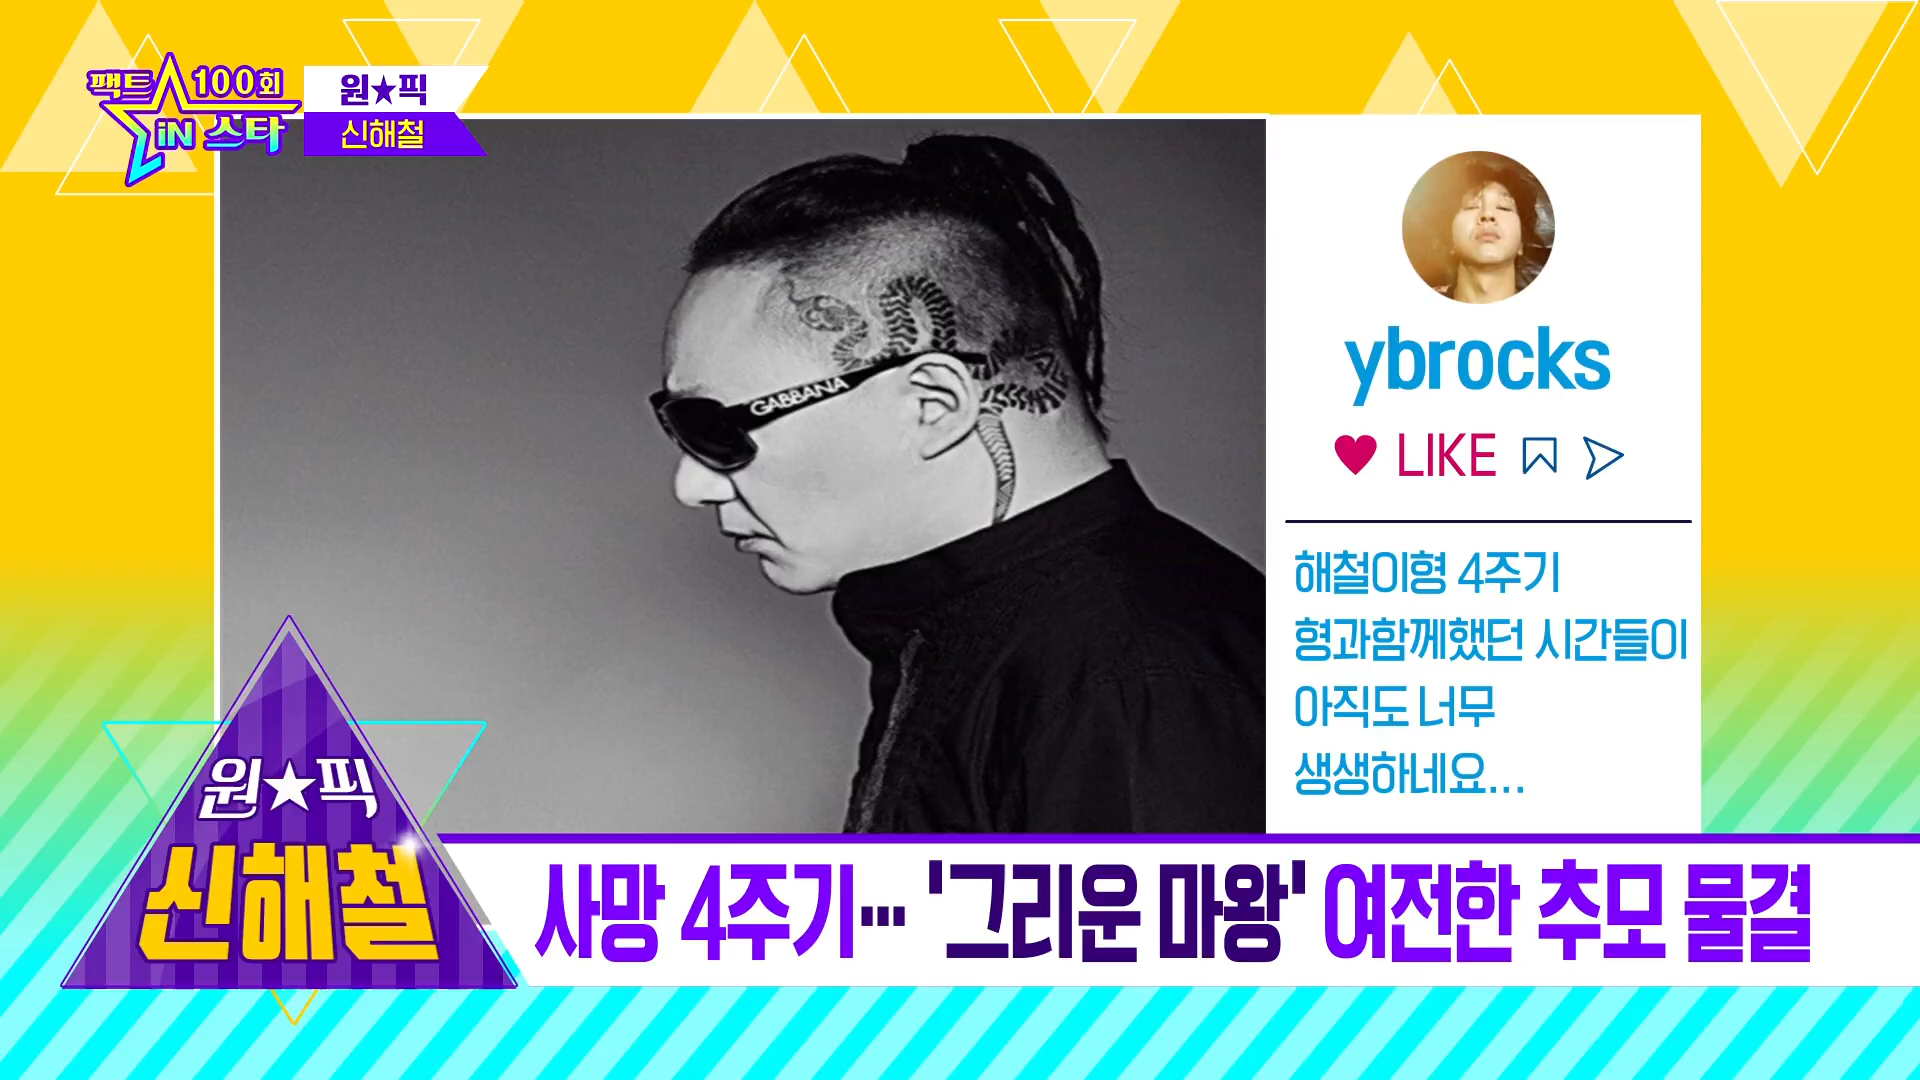 팩트 100회
iN 스타
원★픽
신해철
GABBANA
ybrocks
LIKE
해철이형 4주기
형과함께했던 시간들이
아직도 너무
생생하네요...
원★픽
신해철
사망 4주기… '그리운 마왕' 여전한 추모 물결